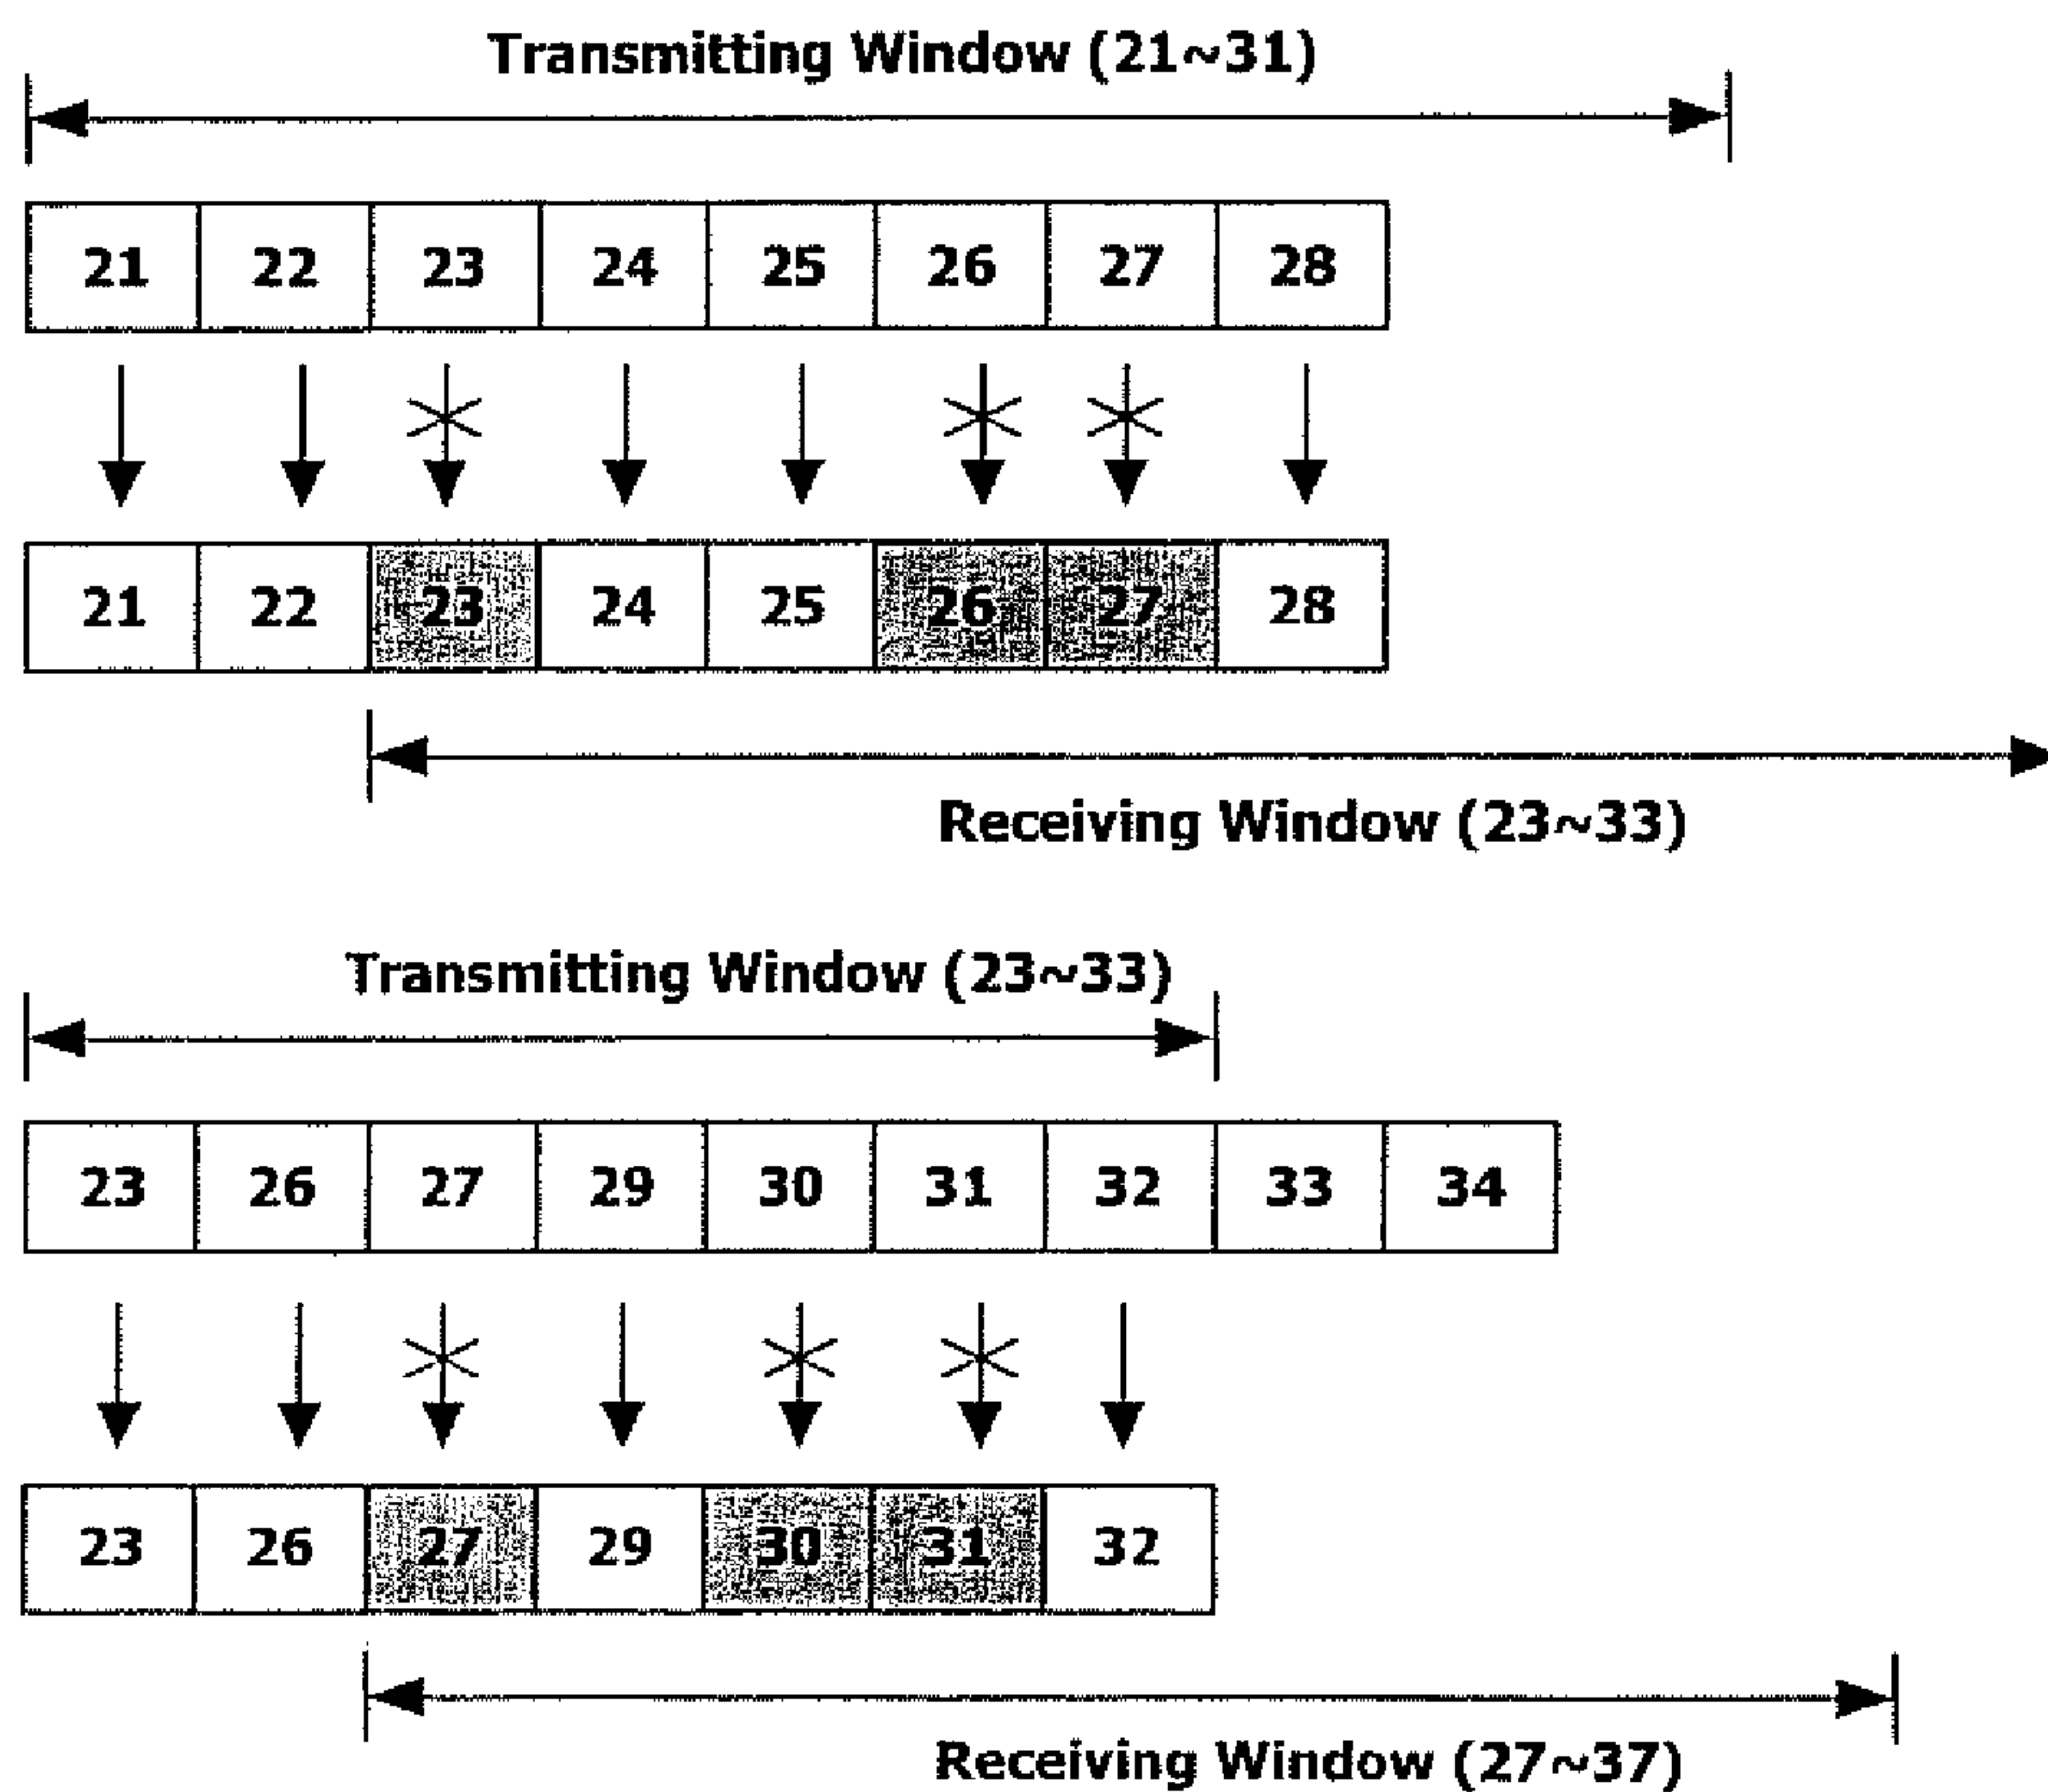 Transmitting Window (21~31)
21 22 23 24 25 26 27 28
21 22 23 24 25 26 27 28
Receiving Window (23~33)
Transmitting Window (23~33)
23 26 27 29 30 31 32 33 34
23 26 27 29 30 31 32
Receiving Window (27~37)